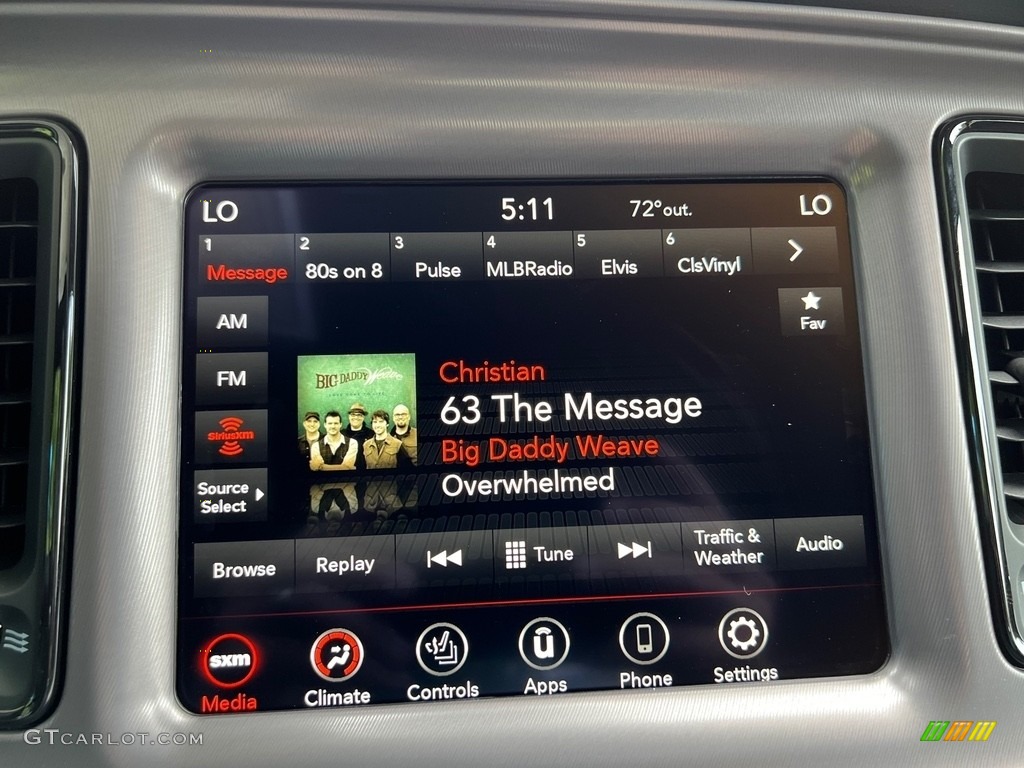 LO 5:11 72°out. LO
1 2 3 4 5 6
Message 80s on 8 Pulse MLBRadio Elvis ClsVinyl
AM
Fav
FM
BIG DADDY Weave
Christian
63 The Message
SiriusXM
Big Daddy Weave
Source
Select
Overwhelmed
Browse Replay Tune Traffic &
Weather Audio
sxm
Media Climate Controls Apps Phone Settings
GTCARLOT.COM